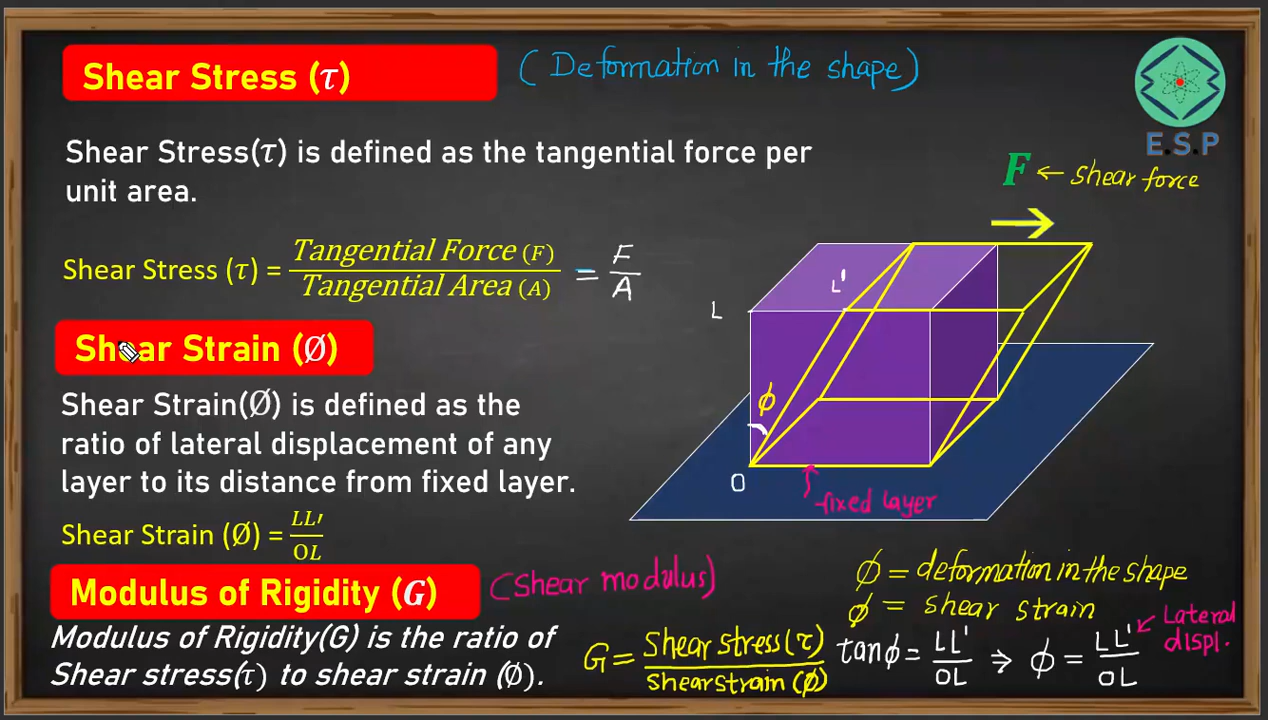 Shear Stress (τ)
(Deformation in the shape)
E.S.P
Shear Stress(τ) is defined as the tangential force per
unit area.
F ← shear force
Shear Stress (τ) = Tangential Force (F) / Tangential Area (A) = F / A
L
L'
Shear Strain (Ø)
Shear Strain(Ø) is defined as the
ratio of lateral displacement of any
layer to its distance from fixed layer.
ϕ
O
fixed layer
Shear Strain (Ø) = LL′ / OL
Modulus of Rigidity (G)
(Shear modulus)
Modulus of Rigidity(G) is the ratio of
Shear stress(τ) to shear strain (Ø).
G = Shear stress(τ) / shear strain (Ø)
ϕ = deformation in the shape
ϕ = shear strain
tanϕ = LL' / OL ⇒ ϕ = LL' / OL
← Lateral
displ.